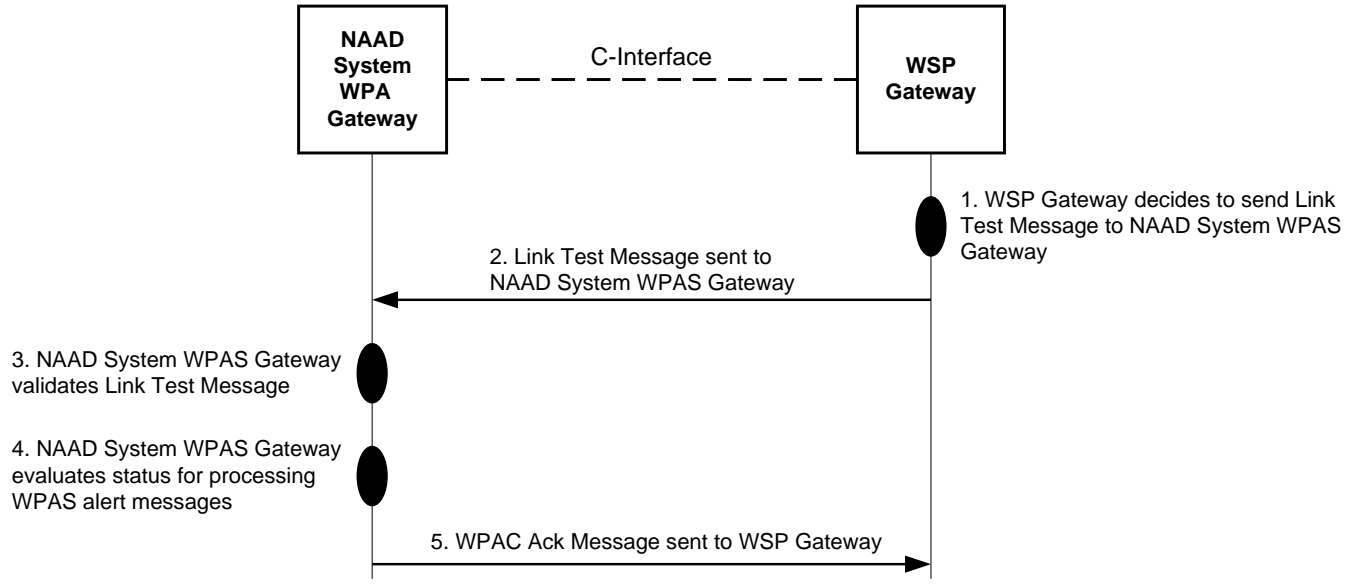 NAAD
System
WPA
Gateway
C-Interface
WSP
Gateway
1. WSP Gateway decides to send Link
Test Message to NAAD System WPAS
Gateway
2. Link Test Message sent to
NAAD System WPAS Gateway
3. NAAD System WPAS Gateway
validates Link Test Message
4. NAAD System WPAS Gateway
evaluates status for processing
WPAS alert messages
5. WPAC Ack Message sent to WSP Gateway